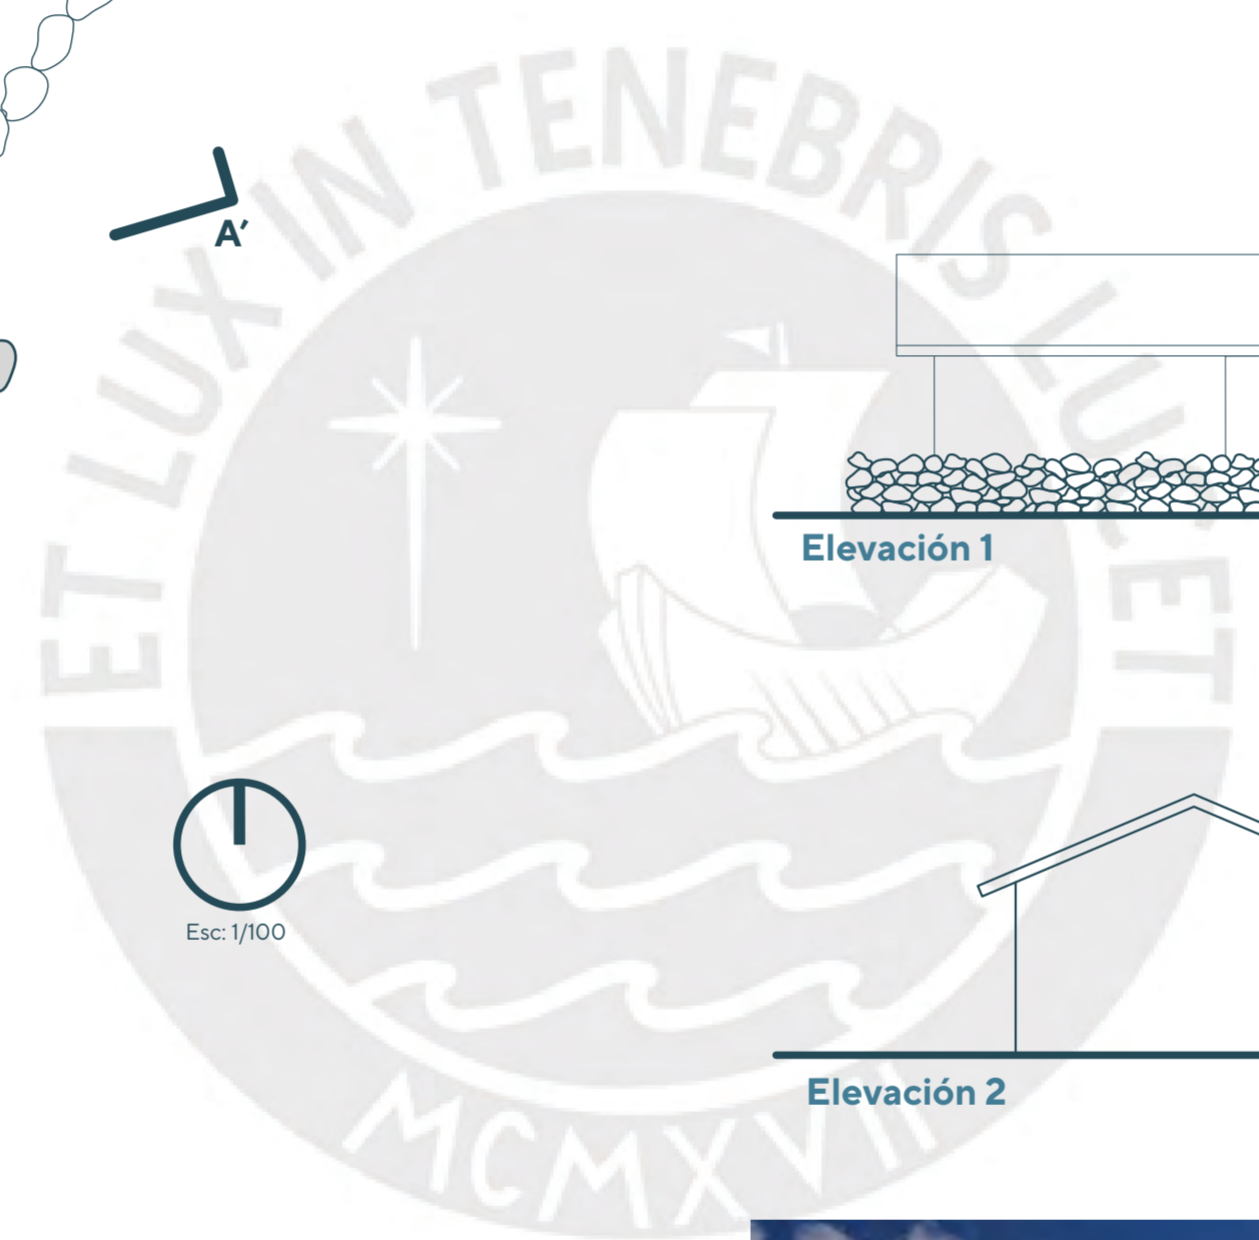 ET LUX IN TENEBRIS LUCET
A′
Elevación 1
Esc: 1/100
Elevación 2
MCMXVII